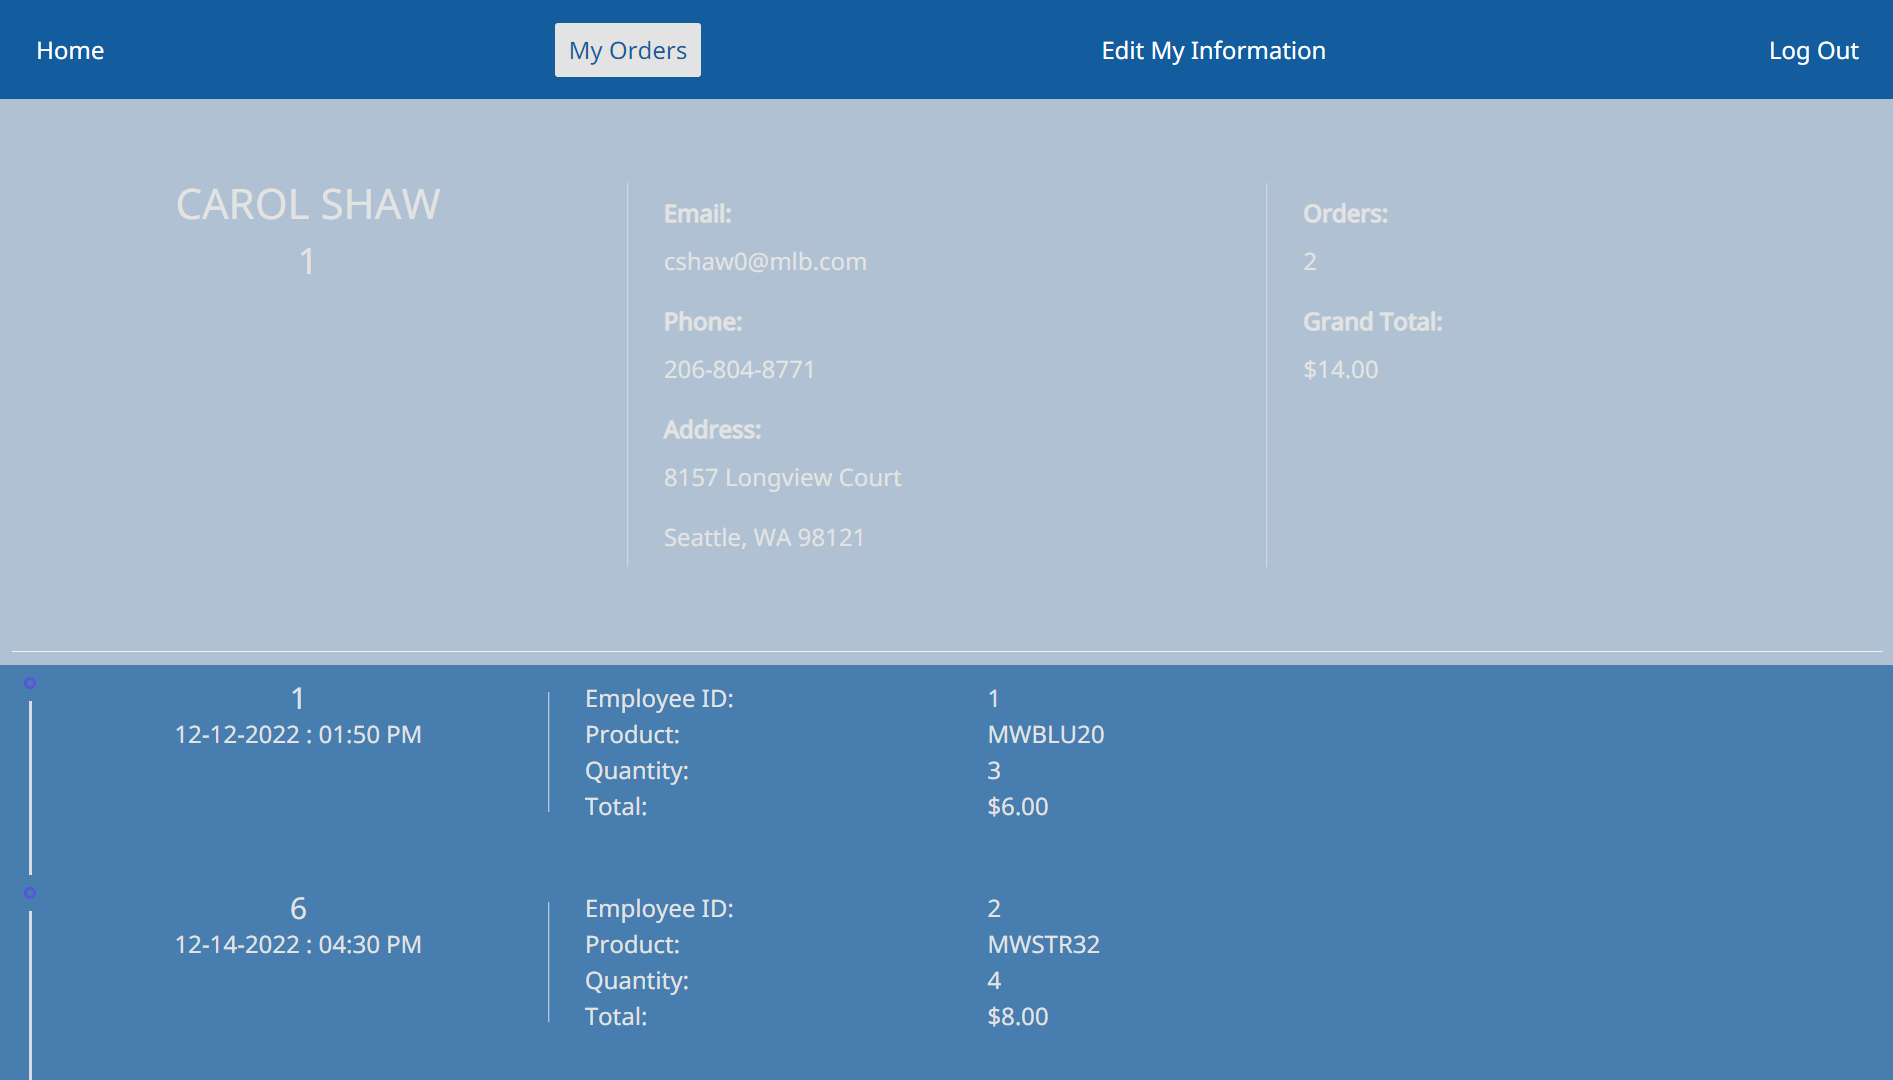 Home
My Orders
Edit My Information
Log Out
CAROL SHAW
1
Email:
cshaw0@mlb.com
Phone:
206-804-8771
Address:
8157 Longview Court
Seattle, WA 98121
Orders:
2
Grand Total:
$14.00
1
12-12-2022 : 01:50 PM
Employee ID: 1
Product: MWBLU20
Quantity: 3
Total: $6.00
6
12-14-2022 : 04:30 PM
Employee ID: 2
Product: MWSTR32
Quantity: 4
Total: $8.00